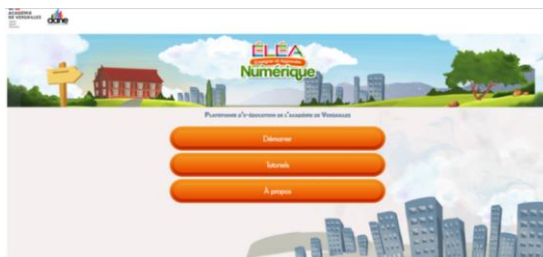 ACADÉMIE
DE VERSAILLES
dane
ÉLÉA
Numérique
PLATEFORME D'E-ÉDUCATION DE L'ACADÉMIE DE VERSAILLES
Démarrer
Tutoriels
À propos